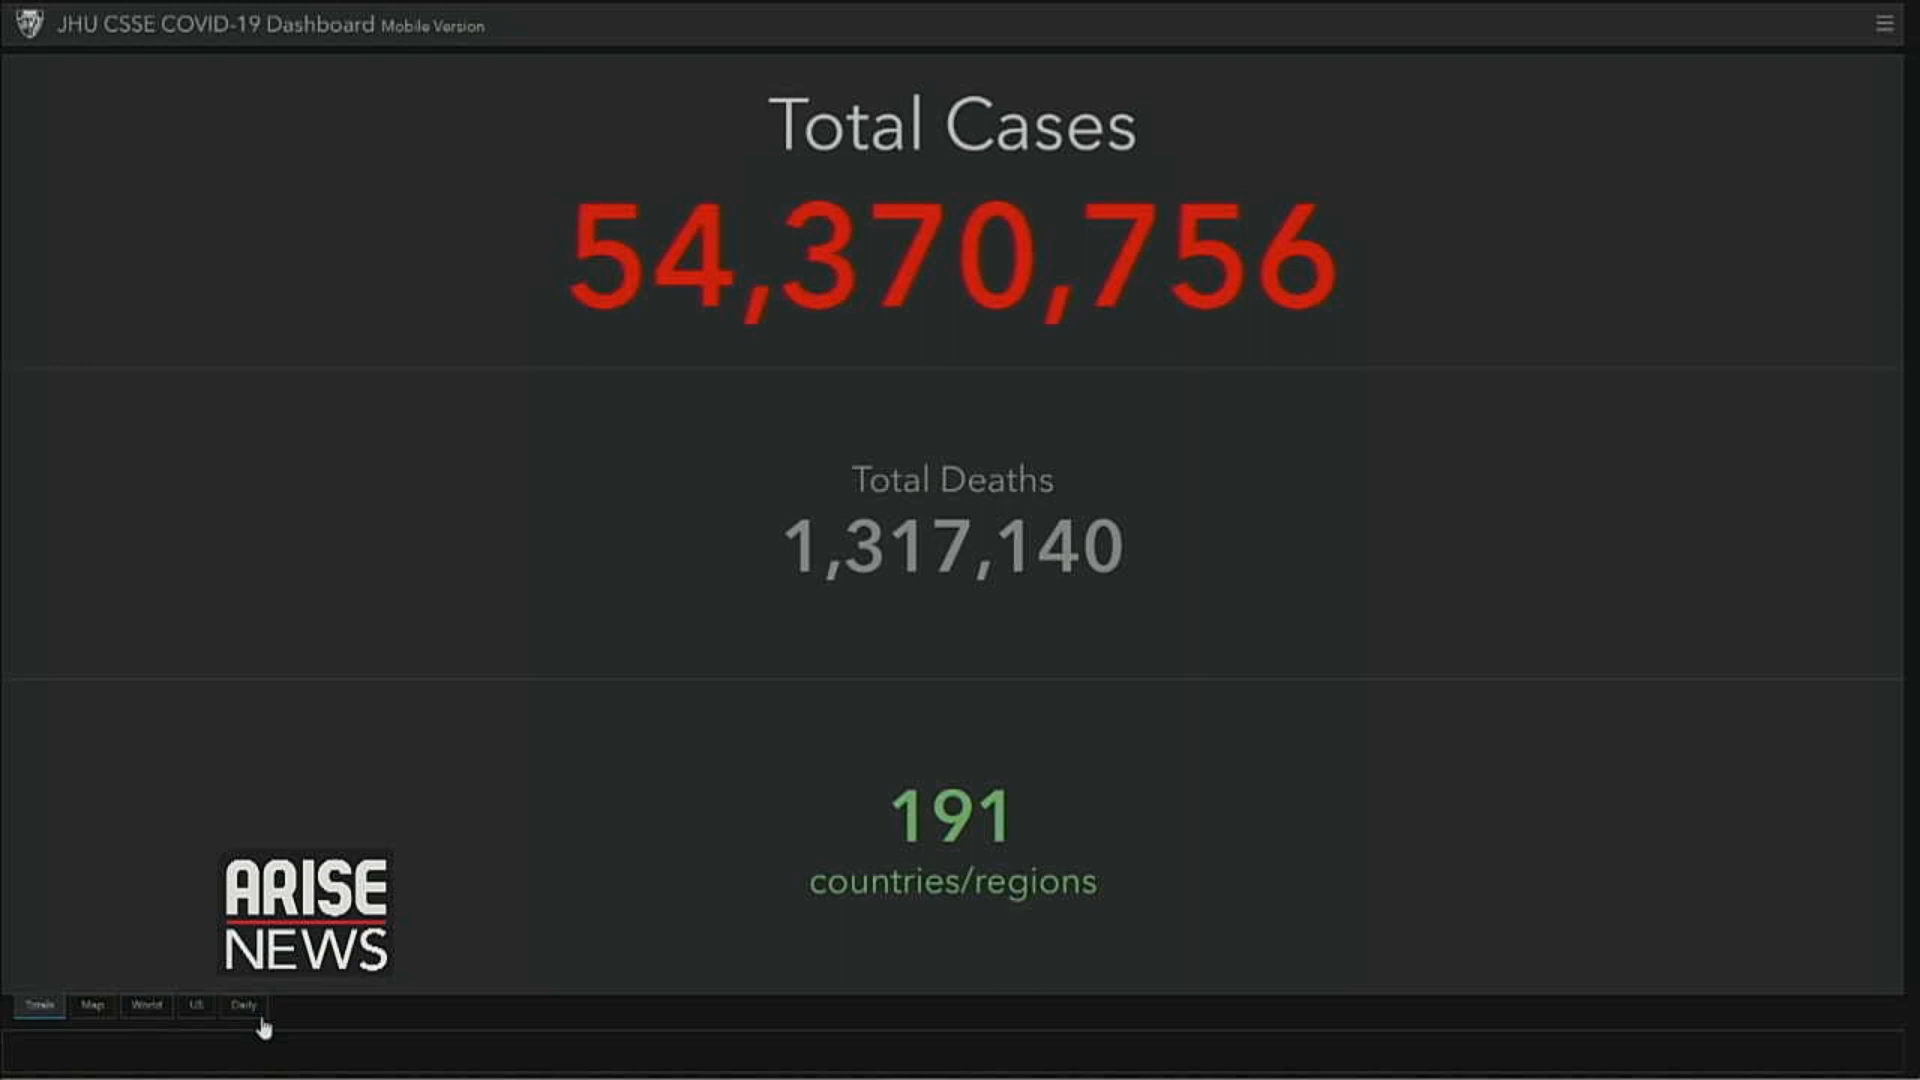 JHU CSSE COVID-19 Dashboard Mobile Version
Total Cases
54,370,756
Total Deaths
1,317,140
191
countries/regions
ARISE
NEWS
Totals Map World US Daily